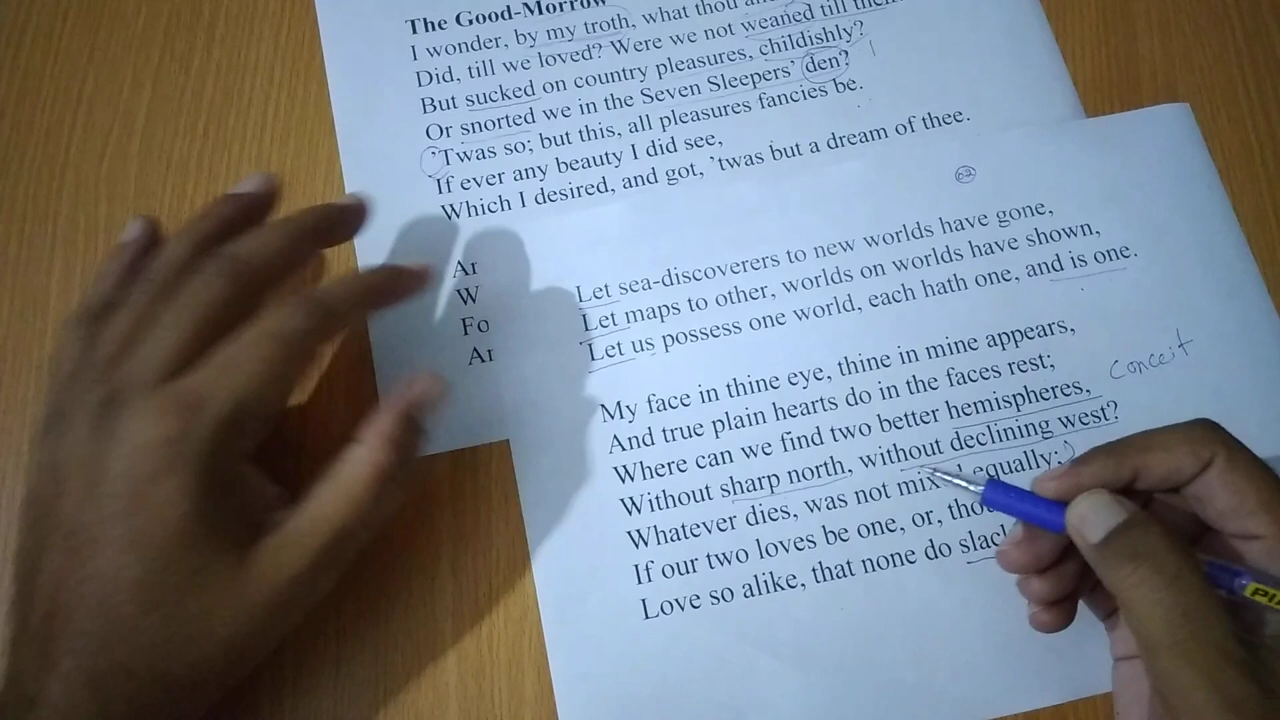 The Good-Morrow
I wonder, by my troth, what thou
Did, till we loved? Were we not weaned till then
But sucked on country pleasures, childishly?
Or snorted we in the Seven Sleepers' den?
'Twas so; but this, all pleasures fancies be.
If ever any beauty I did see,
Which I desired, and got, 'twas but a dream of thee.
62
Ar
W
Fo
Ar
Let sea-discoverers to new worlds have gone,
Let maps to other, worlds on worlds have shown,
Let us possess one world, each hath one, and is one.
My face in thine eye, thine in mine appears,
And true plain hearts do in the faces rest;
Where can we find two better hemispheres,
conceit
Without sharp north, without declining west?
Whatever dies, was not mix equally;
If our two loves be one, or, tho
Love so alike, that none do slac